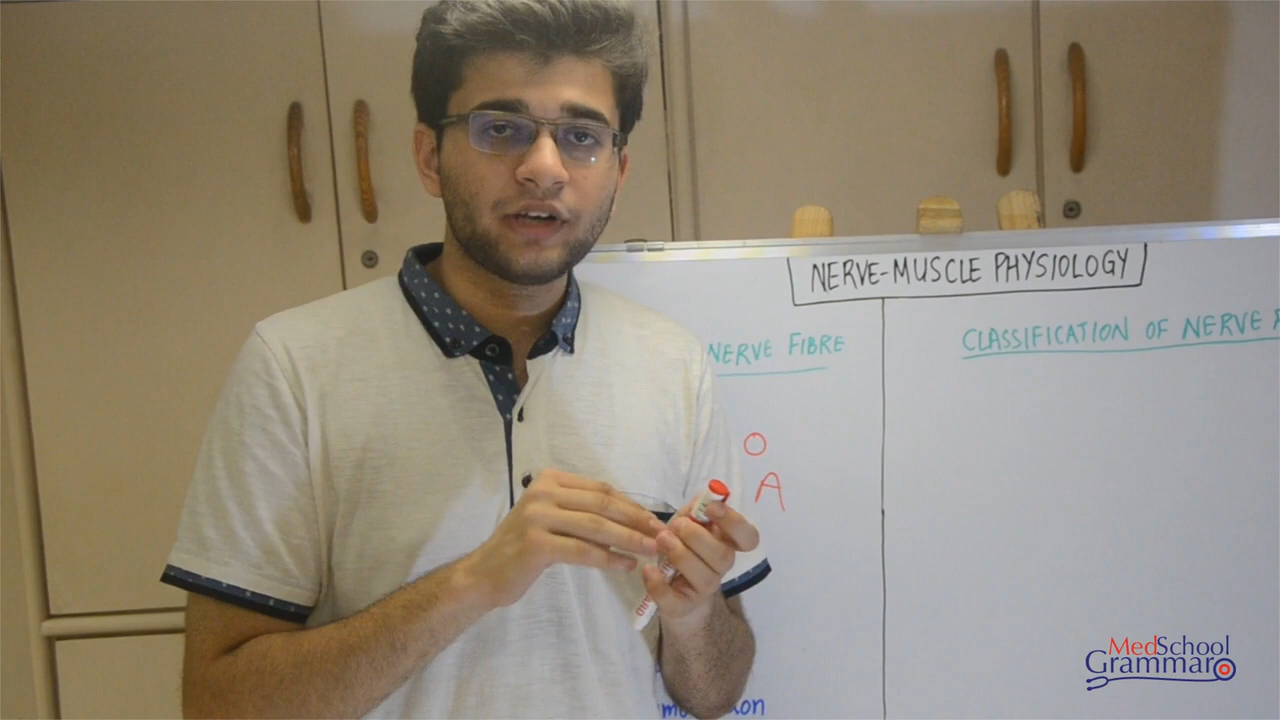 NERVE-MUSCLE PHYSIOLOGY
NERVE FIBRE
CLASSIFICATION OF NERVE
O
A
MedSchool
Grammar